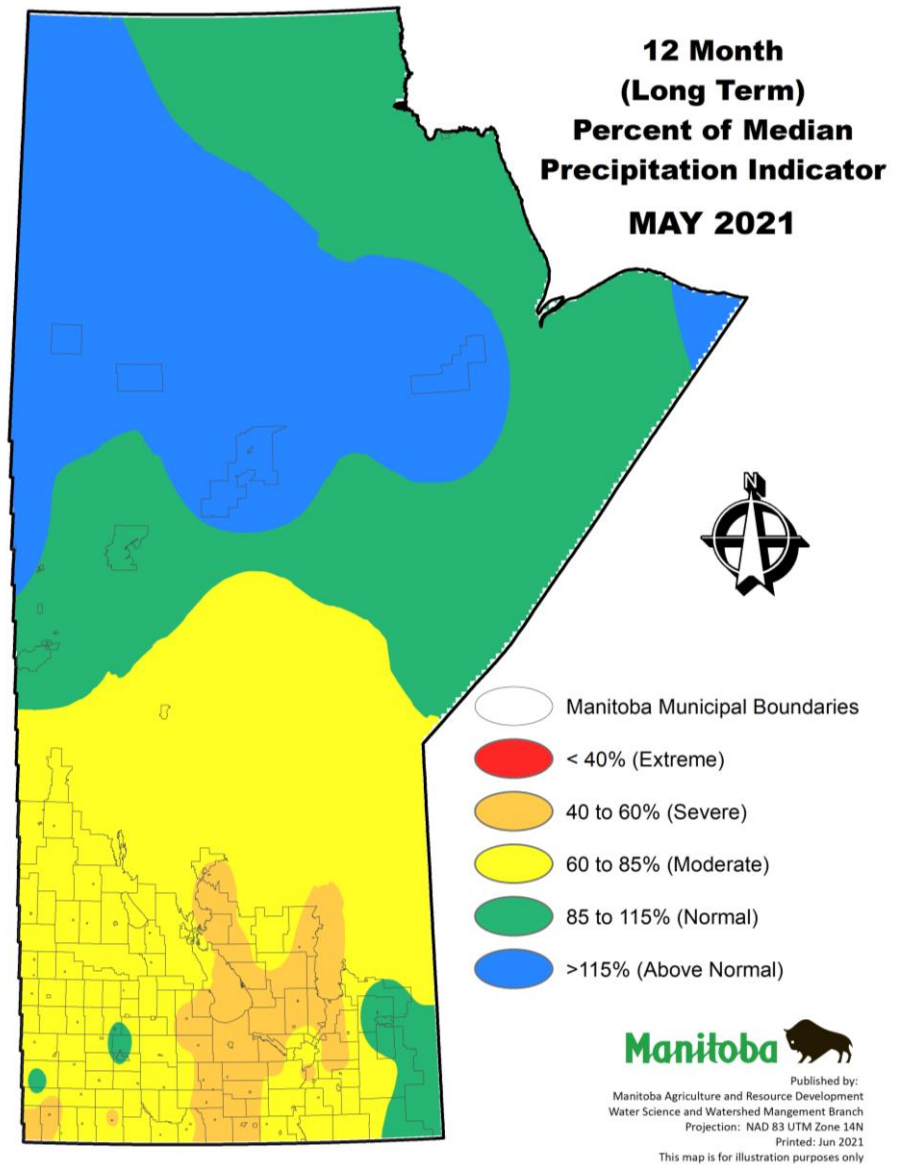 12 Month
(Long Term)
Percent of Median
Precipitation Indicator
MAY 2021
N
Manitoba Municipal Boundaries
< 40% (Extreme)
40 to 60% (Severe)
60 to 85% (Moderate)
85 to 115% (Normal)
>115% (Above Normal)
Manitoba
Published by:
Manitoba Agriculture and Resource Development
Water Science and Watershed Mangement Branch
Projection: NAD 83 UTM Zone 14N
Printed: Jun 2021
This map is for illustration purposes only